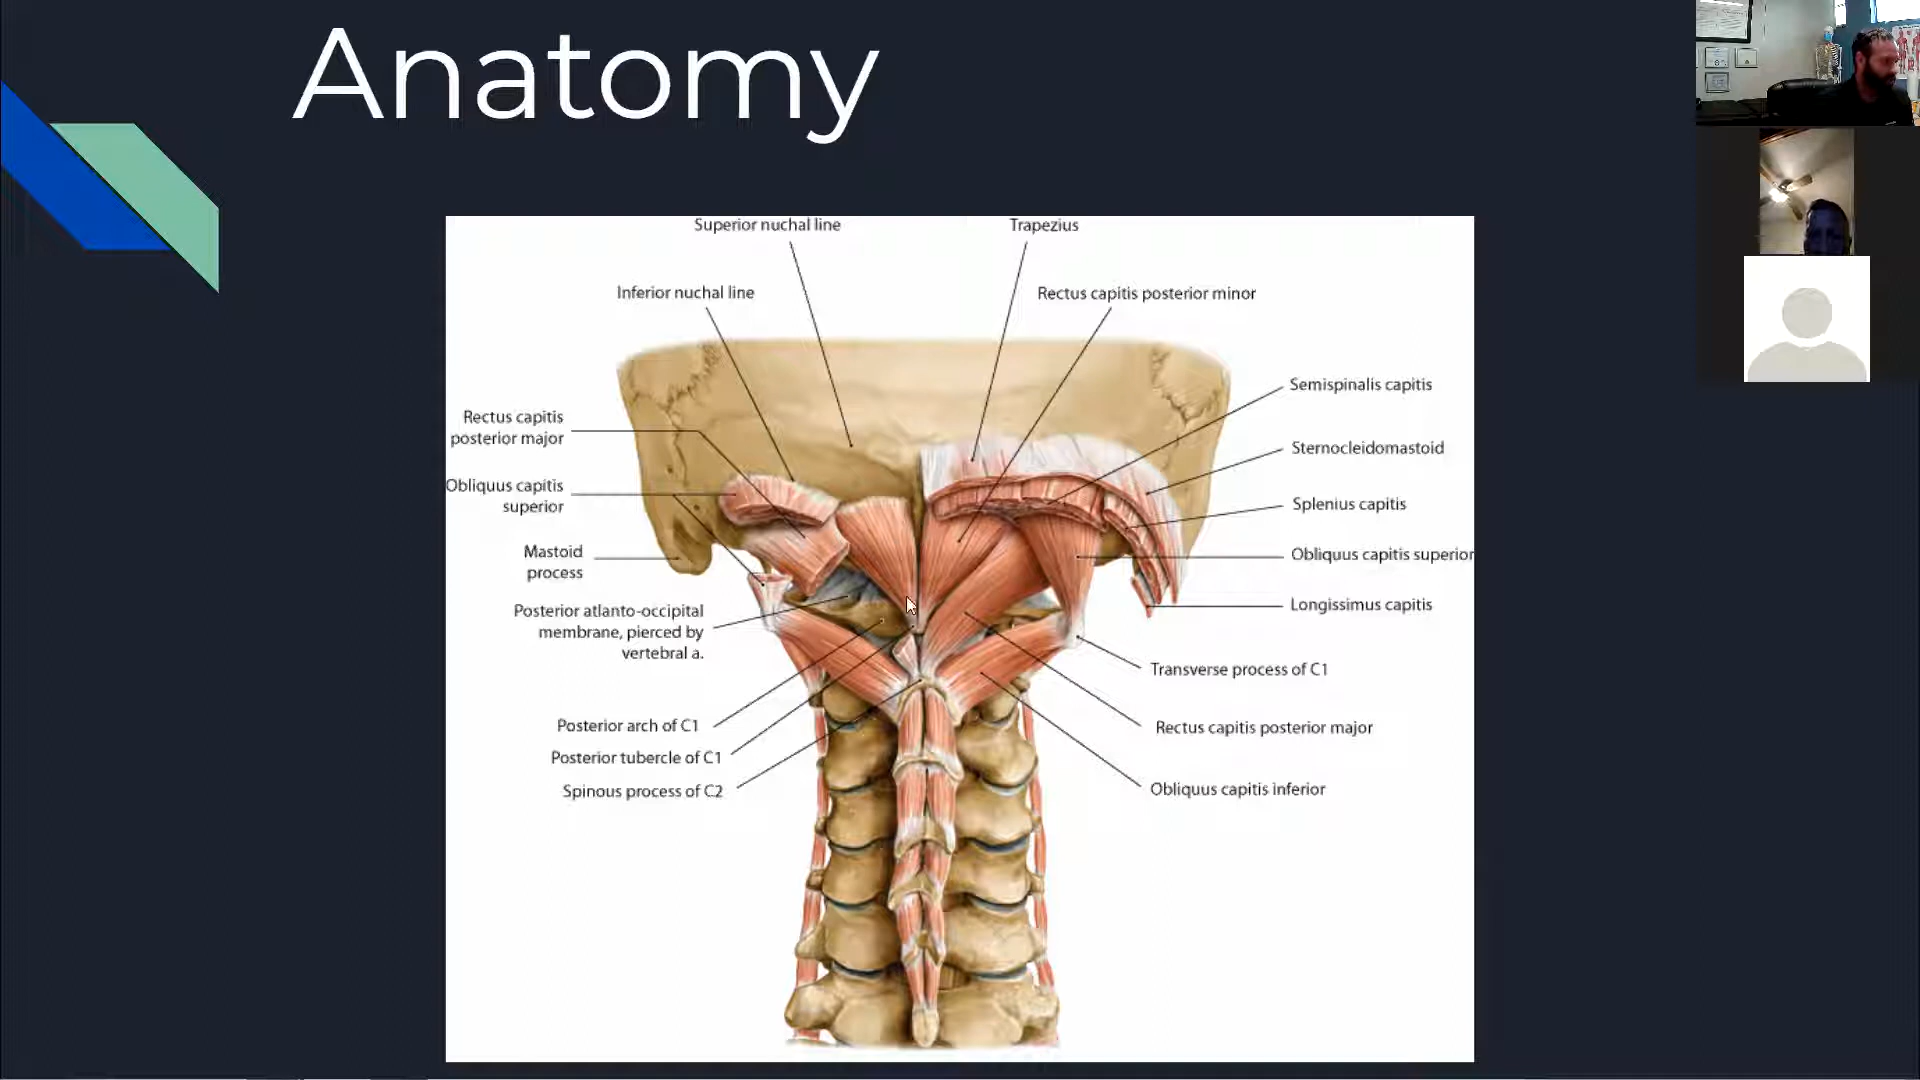 Anatomy
Superior nuchal line
Trapezius
Inferior nuchal line
Rectus capitis posterior minor
Semispinalis capitis
Rectus capitis
posterior major
Sternocleidomastoid
Obliquus capitis
superior
Splenius capitis
Mastoid
process
Obliquus capitis superior
Posterior atlanto-occipital
membrane, pierced by
vertebral a.
Longissimus capitis
Transverse process of C1
Posterior arch of C1
Rectus capitis posterior major
Posterior tubercle of C1
Spinous process of C2
Obliquus capitis inferior